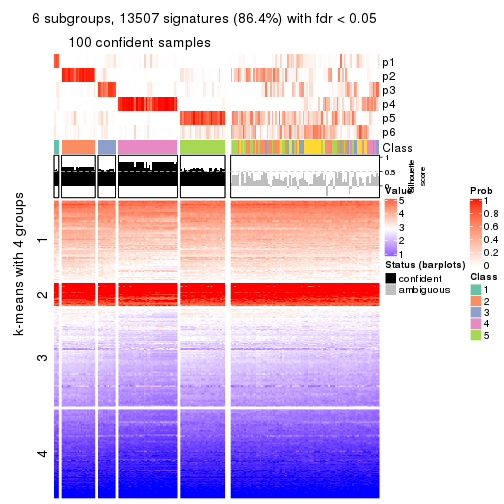 6 subgroups, 13507 signatures (86.4%) with fdr < 0.05
100 confident samples
p1
p2
p3
p4
p5
p6
Class
1
0.5
0
Silhouette
score
k-means with 4 groups
1
2
3
4
Value
5
4
3
2
1
Status (barplots)
confident
ambiguous
Prob
1
0.8
0.6
0.4
0.2
0
Class
1
2
3
4
5